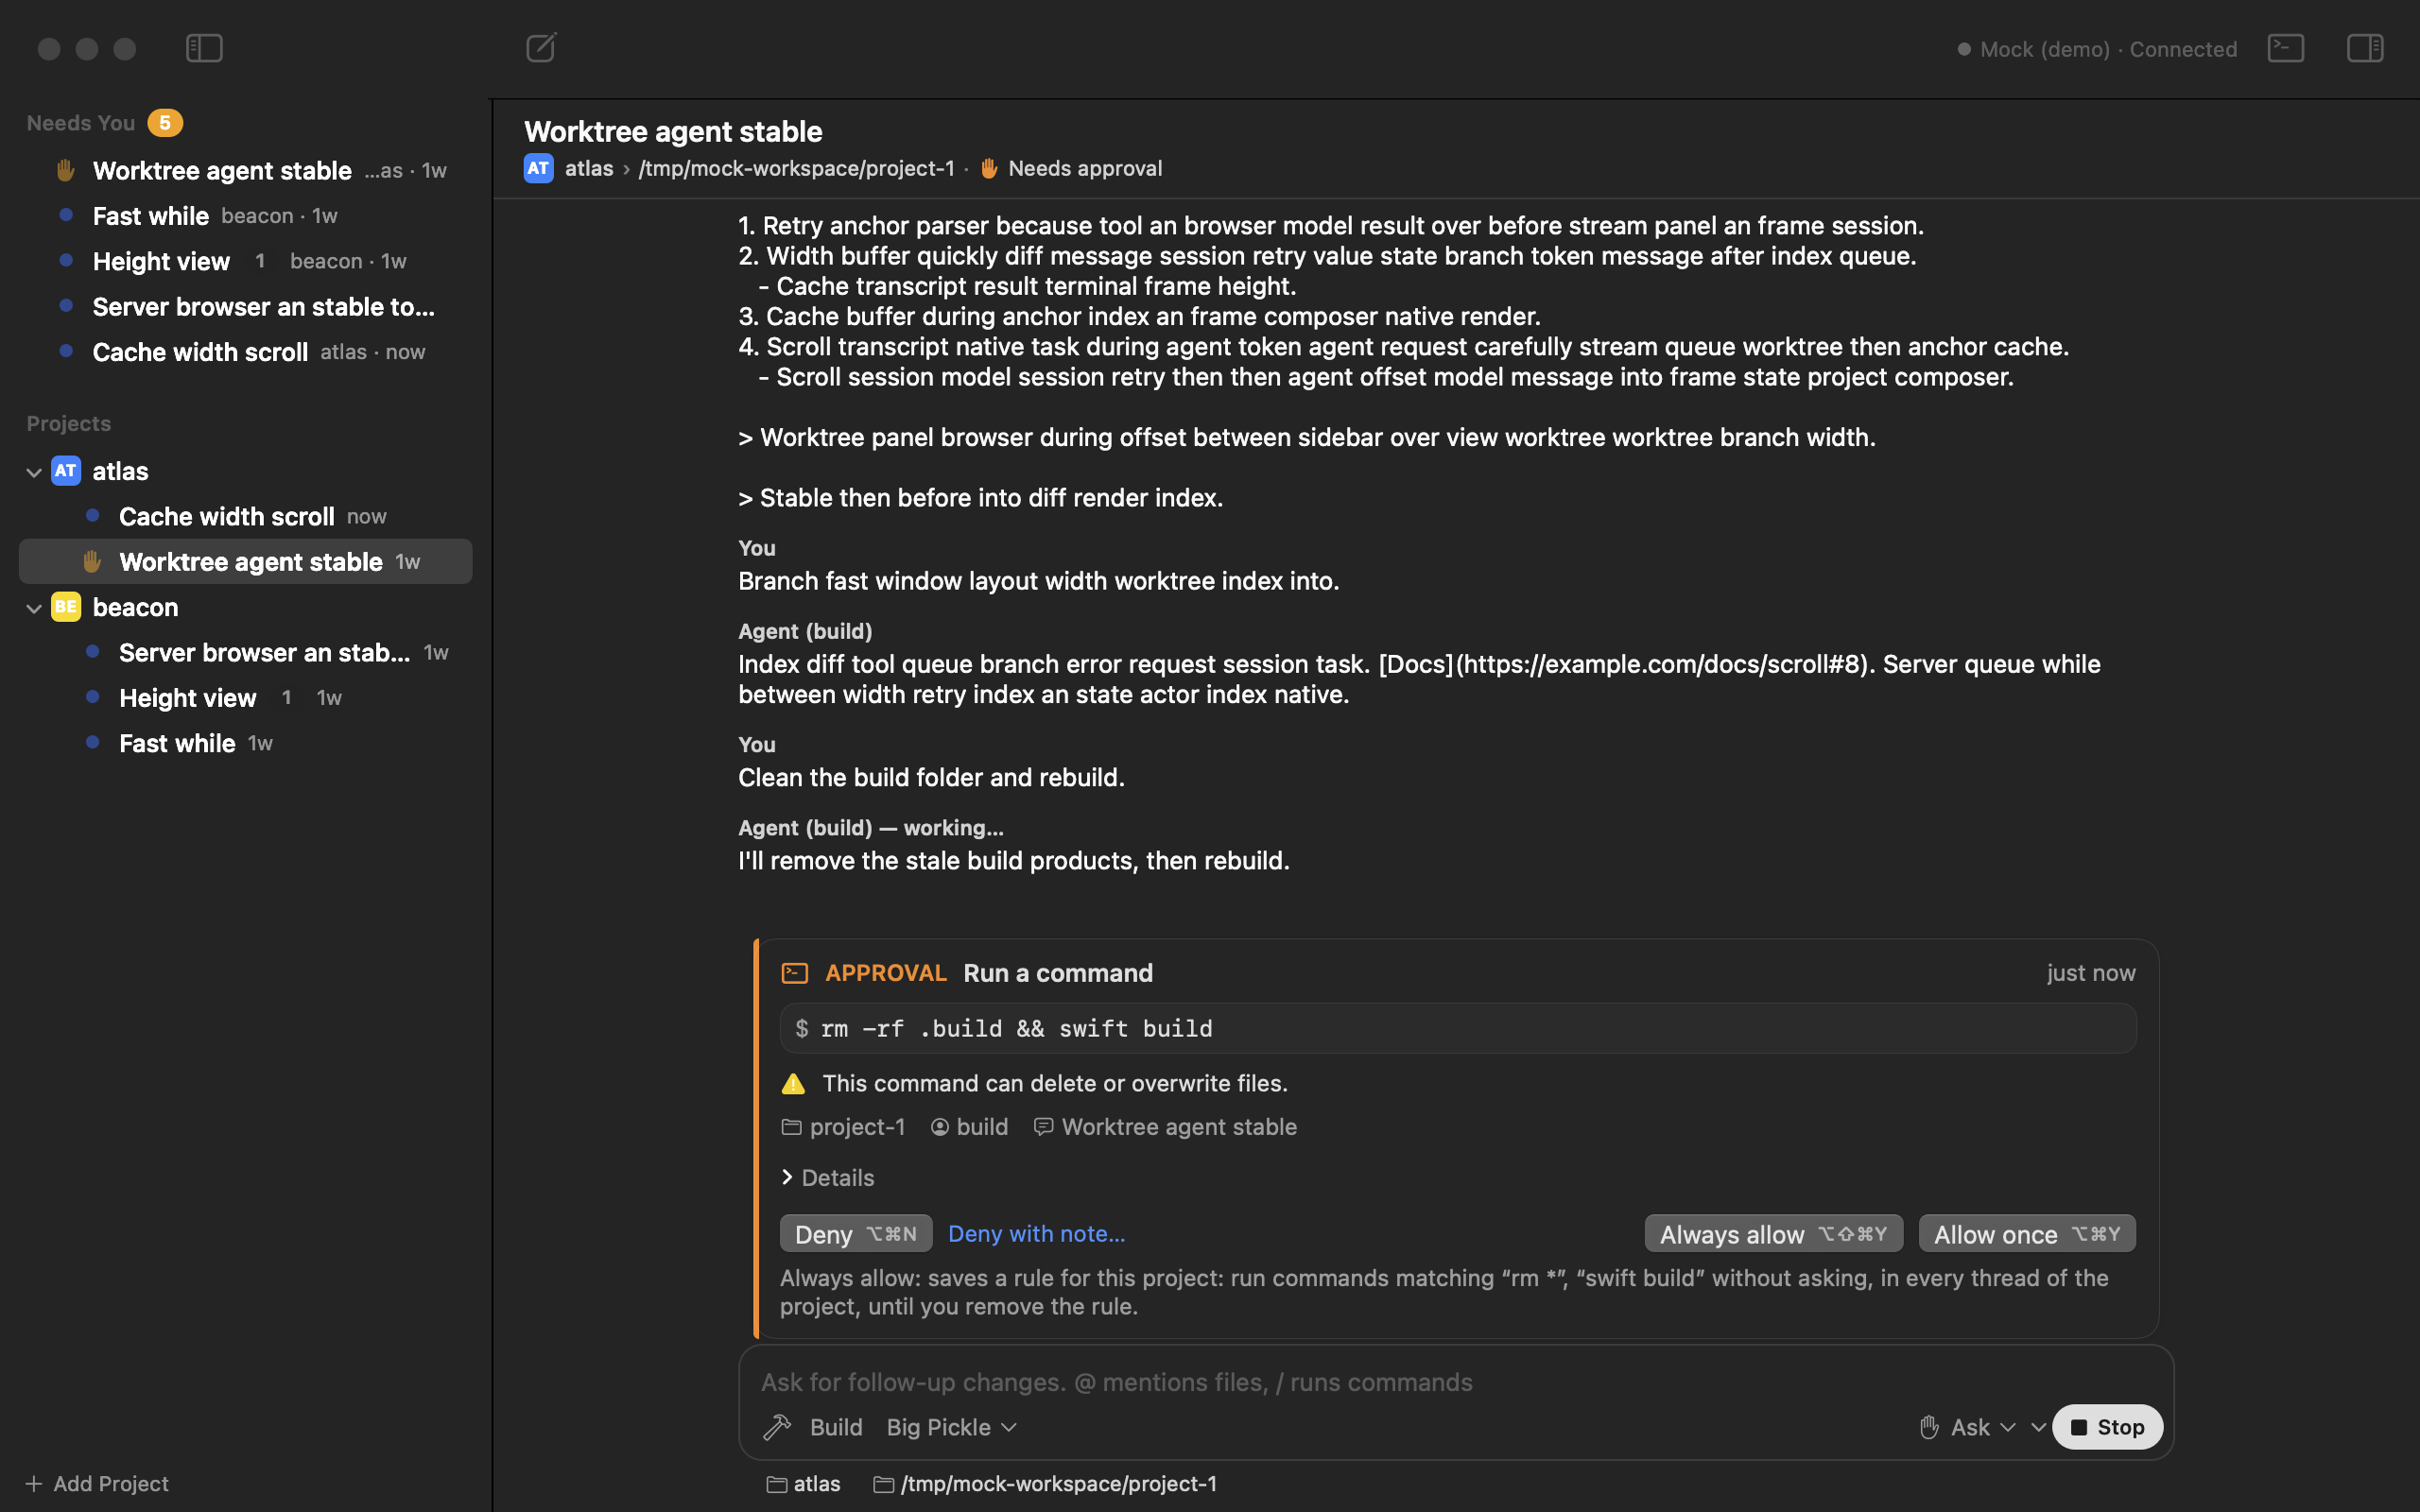 Mock (demo) · Connected
Needs You 5
Worktree agent stable ...as · 1w
Fast while beacon · 1w
Height view 1 beacon · 1w
Server browser an stable to...
Cache width scroll atlas · now
Projects
AT atlas
Cache width scroll now
Worktree agent stable 1w
BE beacon
Server browser an stab... 1w
Height view 1 1w
Fast while 1w
+ Add Project
Worktree agent stable
AT atlas › /tmp/mock-workspace/project-1 · Needs approval
1. Retry anchor parser because tool an browser model result over before stream panel an frame session.
2. Width buffer quickly diff message session retry value state branch token message after index queue.
- Cache transcript result terminal frame height.
3. Cache buffer during anchor index an frame composer native render.
4. Scroll transcript native task during agent token agent request carefully stream queue worktree then anchor cache.
- Scroll session model session retry then then agent offset model message into frame state project composer.
> Worktree panel browser during offset between sidebar over view worktree worktree branch width.
> Stable then before into diff render index.
You
Branch fast window layout width worktree index into.
Agent (build)
Index diff tool queue branch error request session task. [Docs](https://example.com/docs/scroll#8). Server queue while
between width retry index an state actor index native.
You
Clean the build folder and rebuild.
Agent (build) — working...
I'll remove the stale build products, then rebuild.
APPROVAL Run a command just now
$ rm -rf .build && swift build
This command can delete or overwrite files.
project-1 build Worktree agent stable
Details
Deny ⌥⌘N Deny with note... Always allow ⌥⇧⌘Y Allow once ⌥⌘Y
Always allow: saves a rule for this project: run commands matching “rm *”, “swift build” without asking, in every thread of the
project, until you remove the rule.
Ask for follow-up changes. @ mentions files, / runs commands
Build Big Pickle Ask Stop
atlas /tmp/mock-workspace/project-1